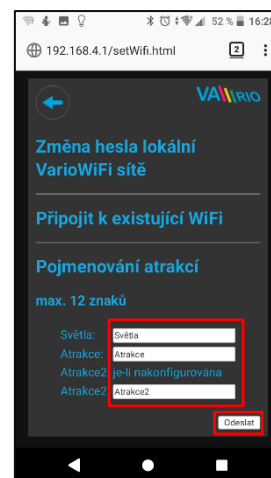 52 % 16:28
192.168.4.1/setWifi.html 2
VARIO
Změna hesla lokální
VarioWiFi sítě
Připojit k existující WiFi
Pojmenování atrakcí
max. 12 znaků
Světla: Světla
Atrakce: Atrakce
Atrakce2 je-li nakonfigurována
Atrakce2 Atrakce2
Odeslat